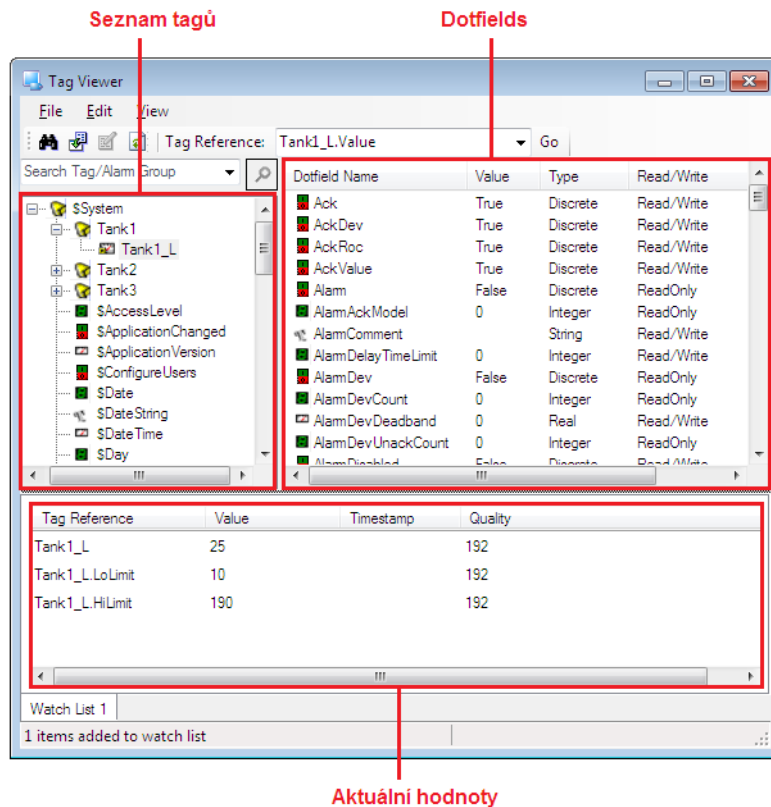 Seznam tagů Dotfields
Tag Viewer
File Edit View
Tag Reference: Tank1_L.Value Go
Search Tag/Alarm Group
Dotfield Name Value Type Read/Write
$System
Tank1
Tank1_L
Tank2
Tank3
$AccessLevel
$ApplicationChanged
$ApplicationVersion
$ConfigureUsers
$Date
$DateString
$DateTime
$Day
Ack True Discrete Read/Write
AckDev True Discrete Read/Write
AckRoc True Discrete Read/Write
AckValue True Discrete Read/Write
Alarm False Discrete ReadOnly
AlarmAckModel 0 Integer ReadOnly
AlarmComment String Read/Write
AlarmDelayTimeLimit 0 Integer Read/Write
AlarmDev False Discrete ReadOnly
AlarmDevCount 0 Integer ReadOnly
AlarmDevDeadband 0 Real Read/Write
AlarmDevUnackCount 0 Integer ReadOnly
AlarmDisabled False Discrete Read/Write
Tag Reference Value Timestamp Quality
Tank1_L 25 192
Tank1_L.LoLimit 10 192
Tank1_L.HiLimit 190 192
Watch List 1
1 items added to watch list
Aktuální hodnoty